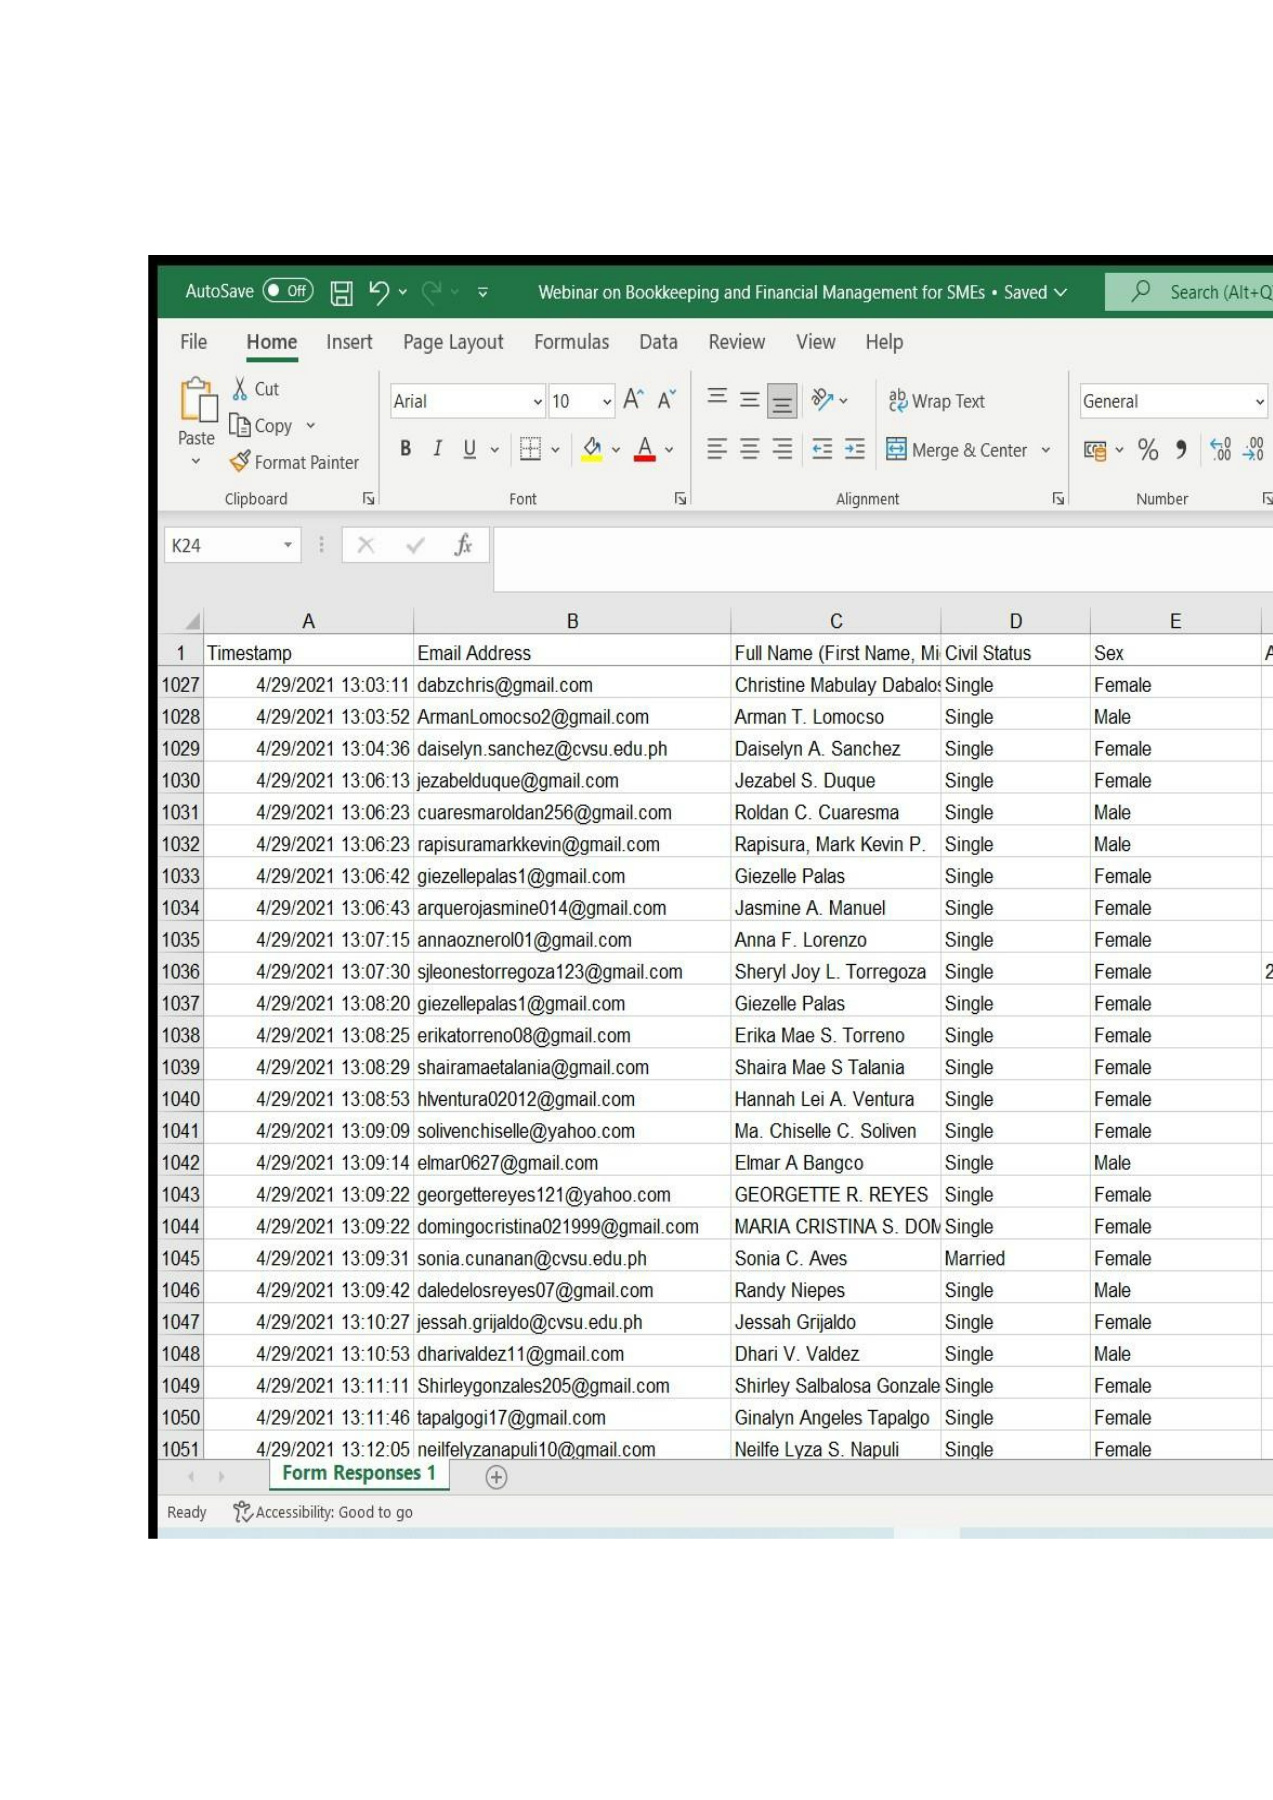 AutoSave Off Webinar on Bookkeeping and Financial Management for SMEs • Saved Search (Alt+Q
File Home Insert Page Layout Formulas Data Review View Help
Cut
Arial 10 A A ab Wrap Text General
Copy
Paste B I U A Merge & Center % .00 .00
Format Painter
Clipboard Font Alignment Number
K24 fx
A B C D E
1 Timestamp Email Address Full Name (First Name, Mi Civil Status Sex A
1027 4/29/2021 13:03:11 dabzchris@gmail.com Christine Mabulay Dabalos Single Female
1028 4/29/2021 13:03:52 ArmanLomocso2@gmail.com Arman T. Lomocso Single Male
1029 4/29/2021 13:04:36 daiselyn.sanchez@cvsu.edu.ph Daiselyn A. Sanchez Single Female
1030 4/29/2021 13:06:13 jezabelduque@gmail.com Jezabel S. Duque Single Female
1031 4/29/2021 13:06:23 cuaresmaroldan256@gmail.com Roldan C. Cuaresma Single Male
1032 4/29/2021 13:06:23 rapisuramarkkevin@gmail.com Rapisura, Mark Kevin P. Single Male
1033 4/29/2021 13:06:42 giezellepalas1@gmail.com Giezelle Palas Single Female
1034 4/29/2021 13:06:43 arquerojasmine014@gmail.com Jasmine A. Manuel Single Female
1035 4/29/2021 13:07:15 annaoznerol01@gmail.com Anna F. Lorenzo Single Female
1036 4/29/2021 13:07:30 sjleonestorregoza123@gmail.com Sheryl Joy L. Torregoza Single Female 2
1037 4/29/2021 13:08:20 giezellepalas1@gmail.com Giezelle Palas Single Female
1038 4/29/2021 13:08:25 erikatorreno08@gmail.com Erika Mae S. Torreno Single Female
1039 4/29/2021 13:08:29 shairamaetalania@gmail.com Shaira Mae S Talania Single Female
1040 4/29/2021 13:08:53 hlventura02012@gmail.com Hannah Lei A. Ventura Single Female
1041 4/29/2021 13:09:09 solivenchiselle@yahoo.com Ma. Chiselle C. Soliven Single Female
1042 4/29/2021 13:09:14 elmar0627@gmail.com Elmar A Bangco Single Male
1043 4/29/2021 13:09:22 georgettereyes121@yahoo.com GEORGETTE R. REYES Single Female
1044 4/29/2021 13:09:22 domingocristina021999@gmail.com MARIA CRISTINA S. DOM Single Female
1045 4/29/2021 13:09:31 sonia.cunanan@cvsu.edu.ph Sonia C. Aves Married Female
1046 4/29/2021 13:09:42 daledelosreyes07@gmail.com Randy Niepes Single Male
1047 4/29/2021 13:10:27 jessah.grijaldo@cvsu.edu.ph Jessah Grijaldo Single Female
1048 4/29/2021 13:10:53 dharivaldez11@gmail.com Dhari V. Valdez Single Male
1049 4/29/2021 13:11:11 Shirleygonzales205@gmail.com Shirley Salbalosa Gonzale Single Female
1050 4/29/2021 13:11:46 tapalgogi17@gmail.com Ginalyn Angeles Tapalgo Single Female
1051 4/29/2021 13:12:05 neilfelyzanapuli10@gmail.com Neilfe Lyza S. Napuli Single Female
Form Responses 1
Ready Accessibility: Good to go